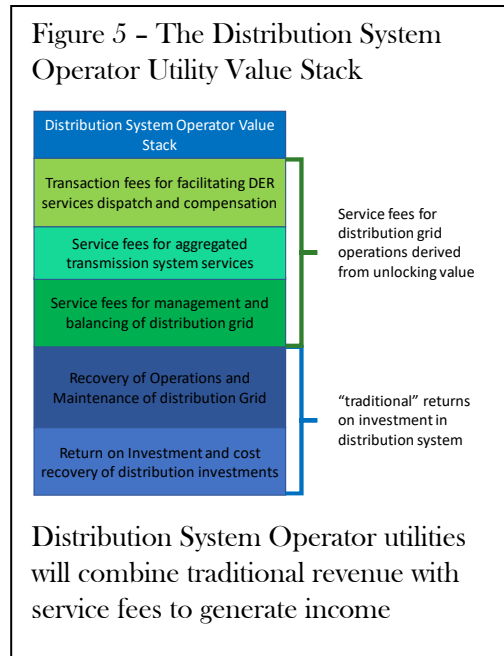 Figure 5 – The Distribution System
Operator Utility Value Stack
Distribution System Operator Value
Stack
Transaction fees for facilitating DER
services dispatch and compensation
Service fees for aggregated
transmission system services
Service fees for management and
balancing of distribution grid
Recovery of Operations and
Maintenance of distribution Grid
Return on Investment and cost
recovery of distribution investments
Service fees for
distribution grid
operations derived
from unlocking value
“traditional” returns
on investment in
distribution system
Distribution System Operator utilities
will combine traditional revenue with
service fees to generate income